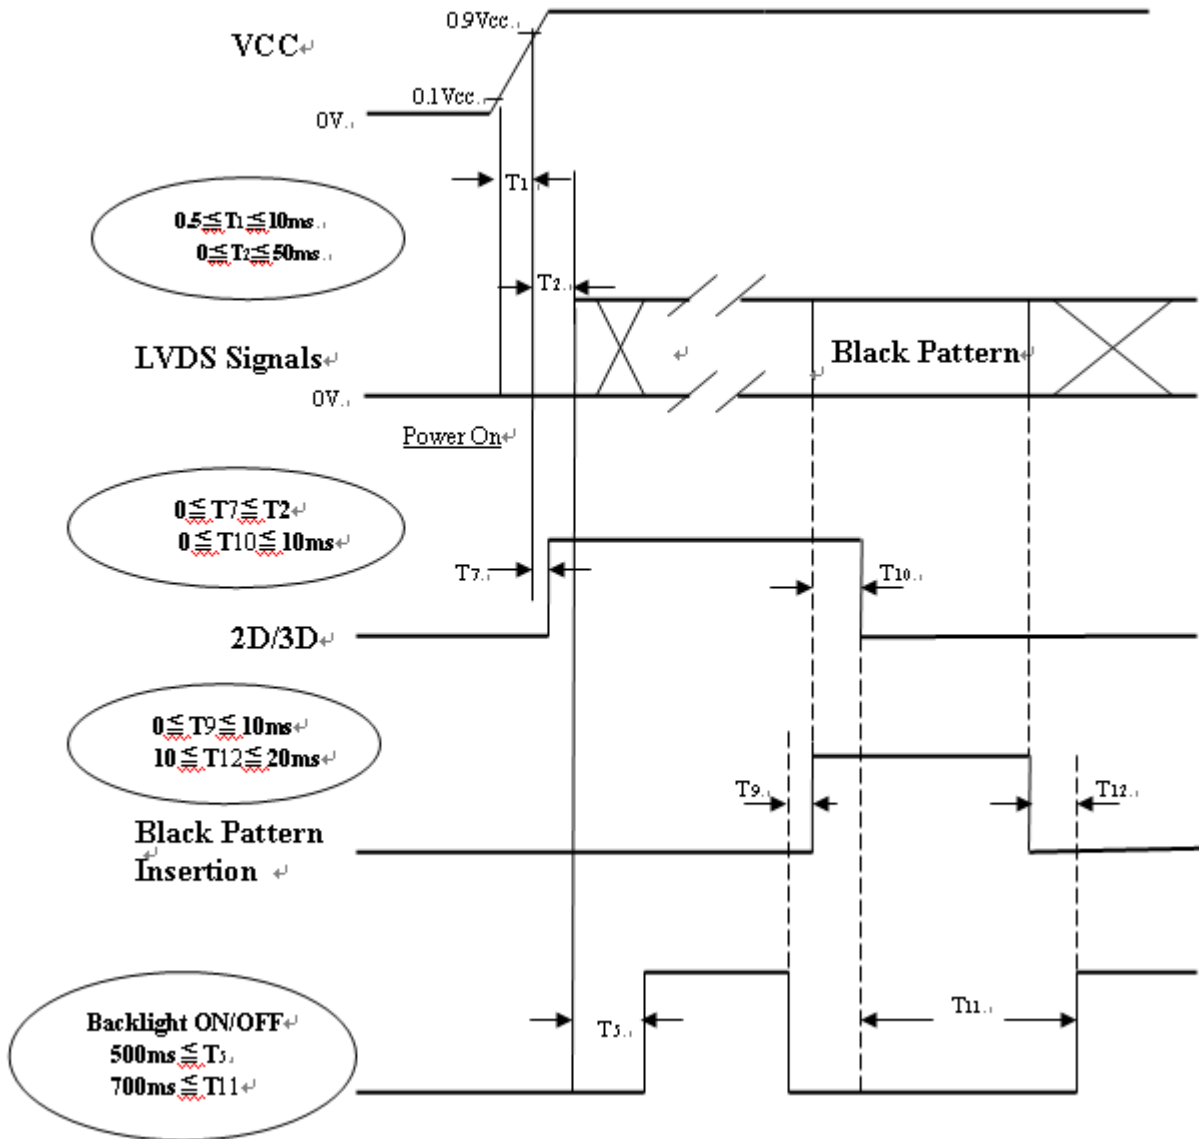 0.9Vcc
VCC
0.1Vcc
0V
T1
0.5≦T1≦10ms
0≦T2≦50ms
T2
LVDS Signals
Black Pattern
0V
Power On
0≦T7≦T2
0≦T10≦10ms
T7
T10
2D/3D
0≦T9≦10ms
10≦T12≦20ms
T9
T12
Black Pattern
Insertion
Backlight ON/OFF
500ms≦T5
700ms≦T11
T5
T11